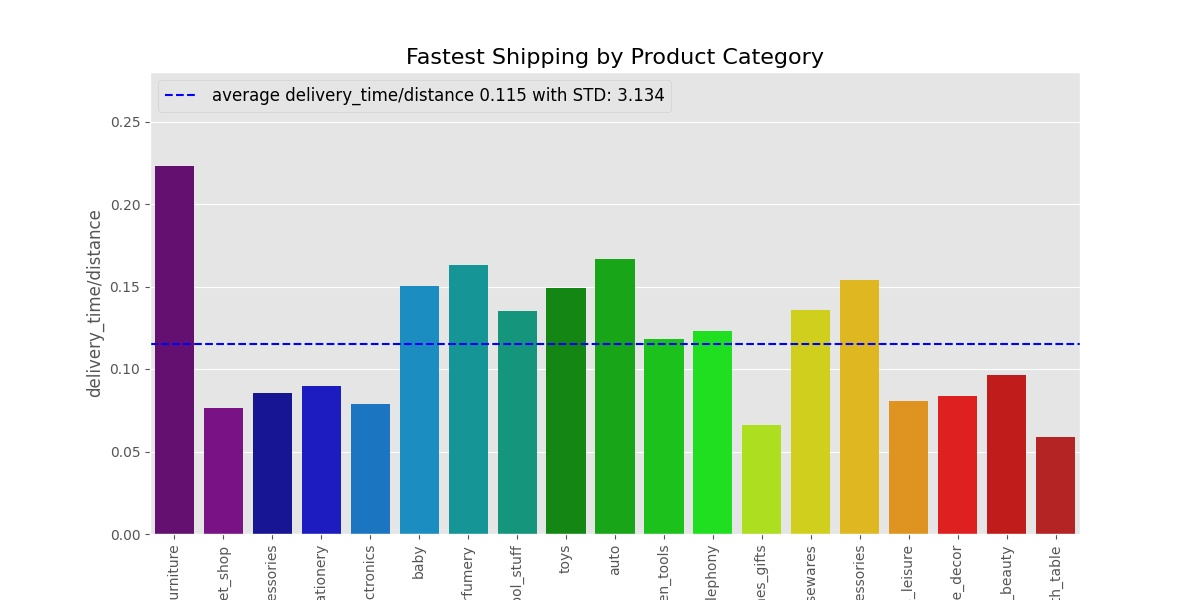 Fastest Shipping by Product Category
average delivery_time/distance 0.115 with STD: 3.134
delivery_time/distance
0.25
0.20
0.15
0.10
0.05
0.00
urniture
et_shop
essories
ationery
ctronics
baby
rfumery
ool_stuff
toys
auto
en_tools
lephony
nes_gifts
sewares
essories
_leisure
e_decor
_beauty
th_table